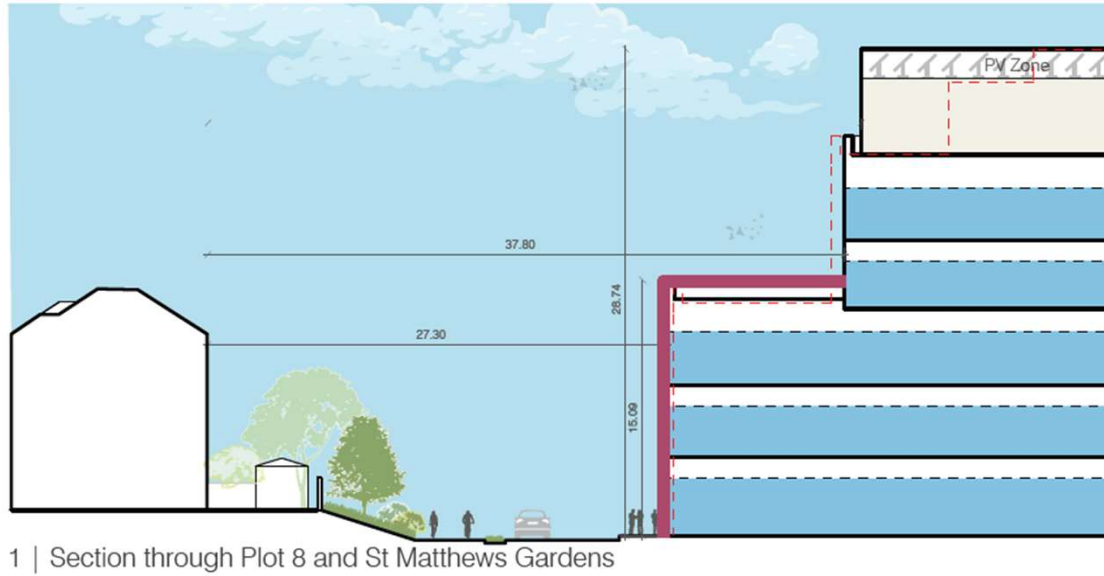 PV Zone
37.80
28.74
27.30
15.09
1 | Section through Plot 8 and St Matthews Gardens